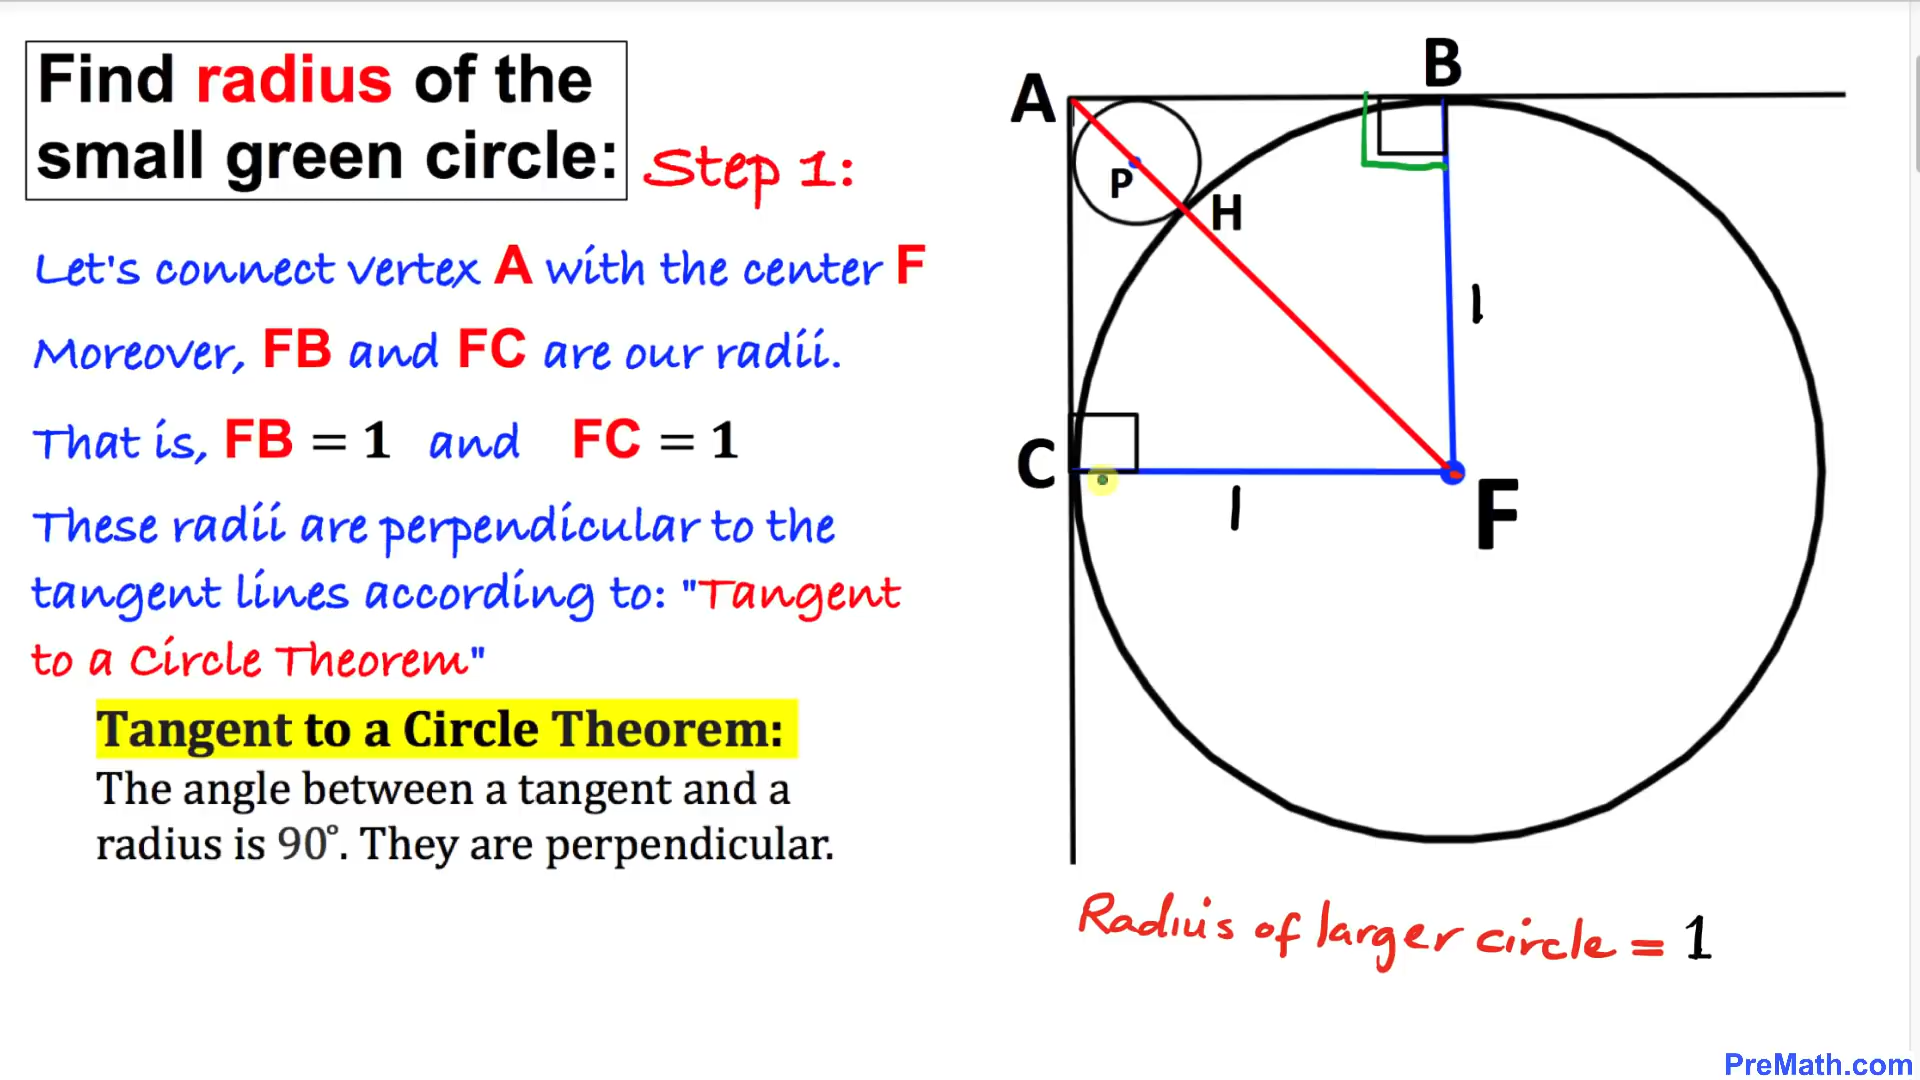 Find radius of the
small green circle:
Step 1:
Let's connect vertex A with the center F
Moreover, FB and FC are our radii.
That is, FB = 1 and FC = 1
These radii are perpendicular to the
tangent lines according to: "Tangent
to a Circle Theorem"
Tangent to a Circle Theorem:
The angle between a tangent and a
radius is 90°. They are perpendicular.
A
B
P
H
1
C
1
F
Radius of larger circle = 1
PreMath.com